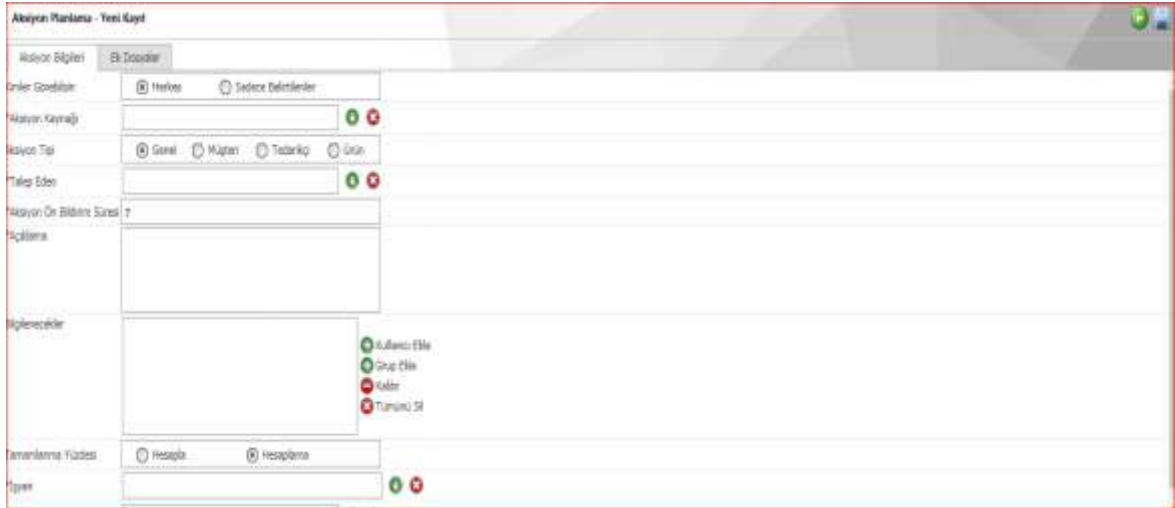 Aksiyon Planlama - Yeni Kayıt
Aksiyon Bilgileri Ek Dosyalar
Kimler Görebilsin Herkes Sadece Belirtilenler
*Aksiyon Kaynağı
Aksiyon Tipi Genel Müşteri Tedarikçi Ürün
*Talep Eden
*Aksiyon Ön Bildirim Süresi 7
*Açıklama
Bilgilenecekler
Kullanıcı Ekle
Grup Ekle
Kaldır
Tümünü Sil
Tamamlanma Yüzdesi Hesapla Hesaplama